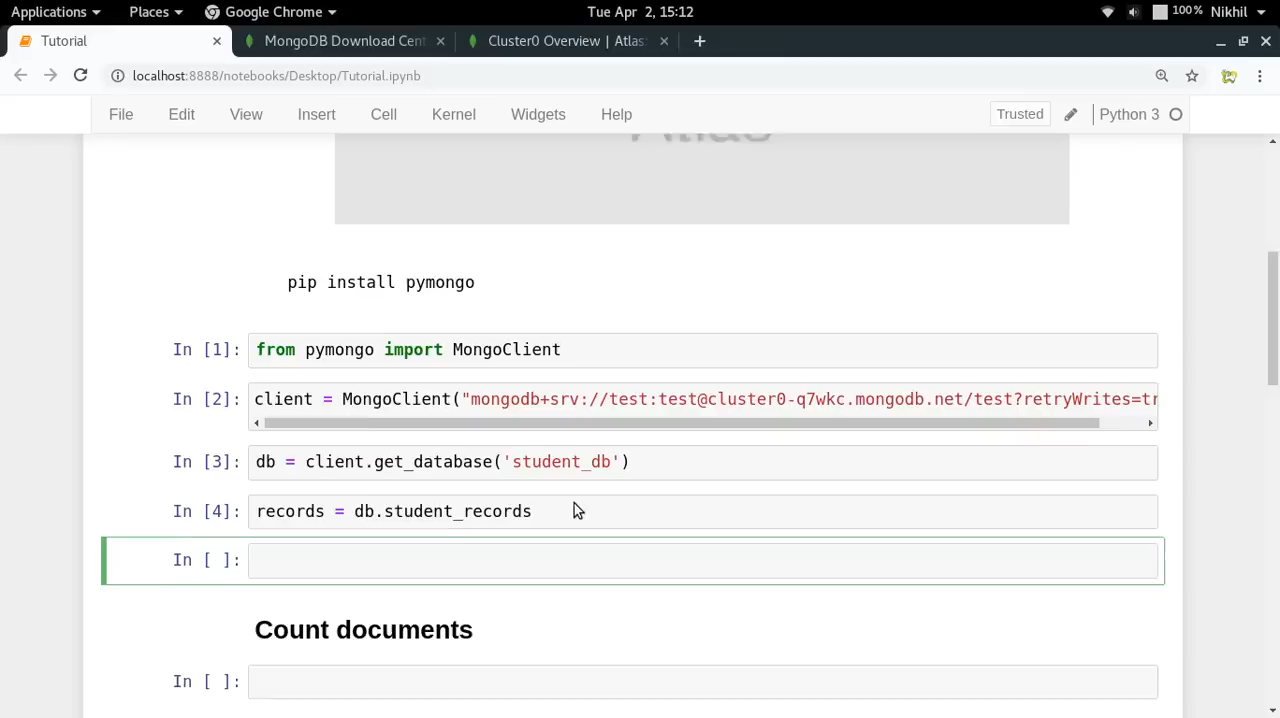 Applications Places Google Chrome Tue Apr 2, 15:12 100% Nikhil
Tutorial MongoDB Download Cent Cluster0 Overview | Atlas
localhost:8888/notebooks/Desktop/Tutorial.ipynb
File Edit View Insert Cell Kernel Widgets Help Trusted Python 3
Atlas
pip install pymongo
In [1]: from pymongo import MongoClient
In [2]: client = MongoClient("mongodb+srv://test:test@cluster0-q7wkc.mongodb.net/test?retryWrites=tr
In [3]: db = client.get_database('student_db')
In [4]: records = db.student_records
In [ ]:
Count documents
In [ ]: